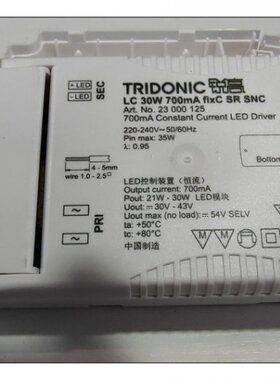 + LED
- LED
SEC
TRIDONIC
LC 30W 700mA fixC SR SNC
Art. No. 23 000 125
700mA Constant Current LED Driver
220-240V~50/60Hz
Pin max: 35W
λ: 0.95
Bottom
4 - 5mm
wire 1.0 - 2.5
LED控制装置（恒流）
Output current: 700mA
Pout : 21W - 30W LED模块
Uout : 30V - 43V
Uout max (no load) : = 54V SELV
ta: +50°C
tc: +80°C
中国制造
~
~
PRI
M
M